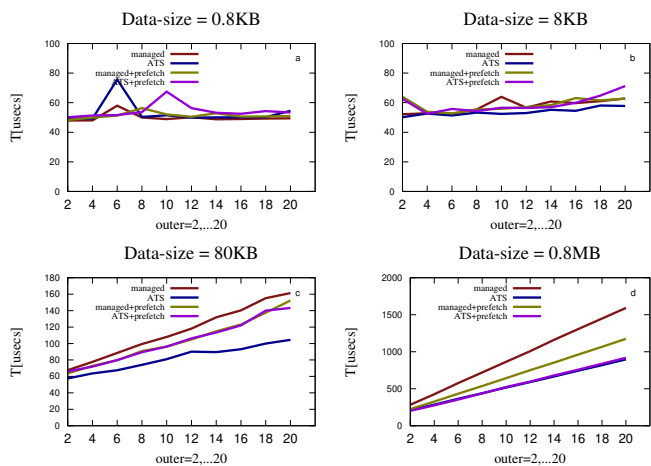 Data-size = 0.8KB
Data-size = 8KB
T[usecs]
100
80
60
40
20
0
managed
ATS
managed+prefetch
ATS+prefetch
a
2 4 6 8 10 12 14 16 18 20
outer=2,...20
T[usecs]
100
80
60
40
20
0
managed
ATS
managed+prefetch
ATS+prefetch
b
2 4 6 8 10 12 14 16 18 20
outer=2,...20
Data-size = 80KB
Data-size = 0.8MB
T[usecs]
180
160
140
120
100
80
60
40
20
0
managed
ATS
managed+prefetch
ATS+prefetch
c
2 4 6 8 10 12 14 16 18 20
outer=2,...20
T[usecs]
2000
1500
1000
500
0
managed
ATS
managed+prefetch
ATS+prefetch
d
2 4 6 8 10 12 14 16 18 20
outer=2,...20